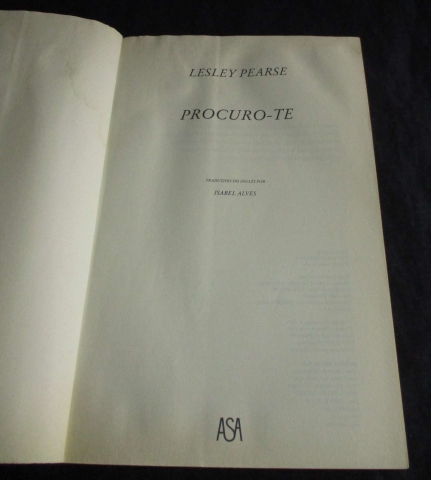 LESLEY PEARSE
PROCURO-TE
TRADUZIDO DO INGLÊS POR
ISABEL ALVES
ASA